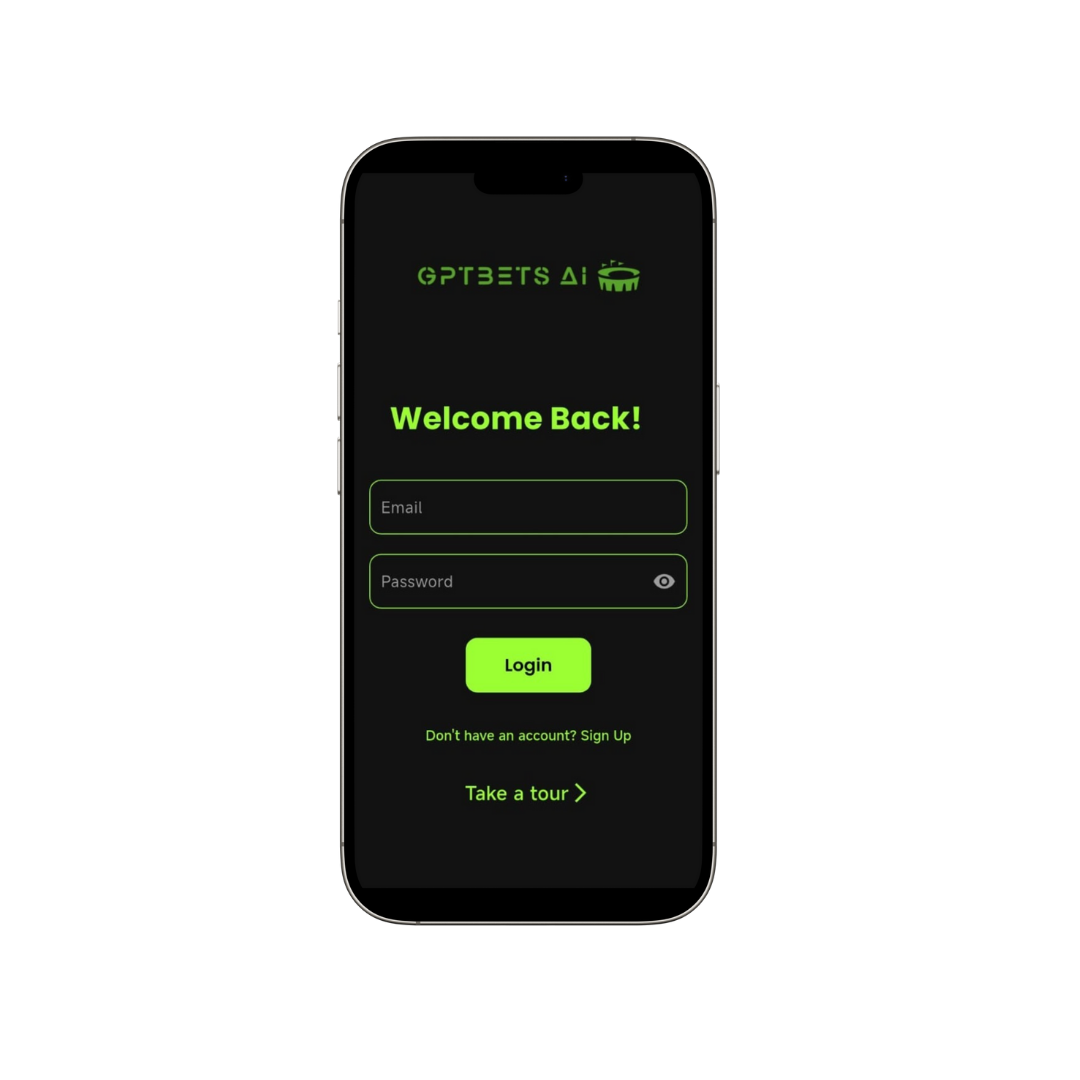 GPTBETS AI
Welcome Back!
Email
Password
Login
Don't have an account? Sign Up
Take a tour